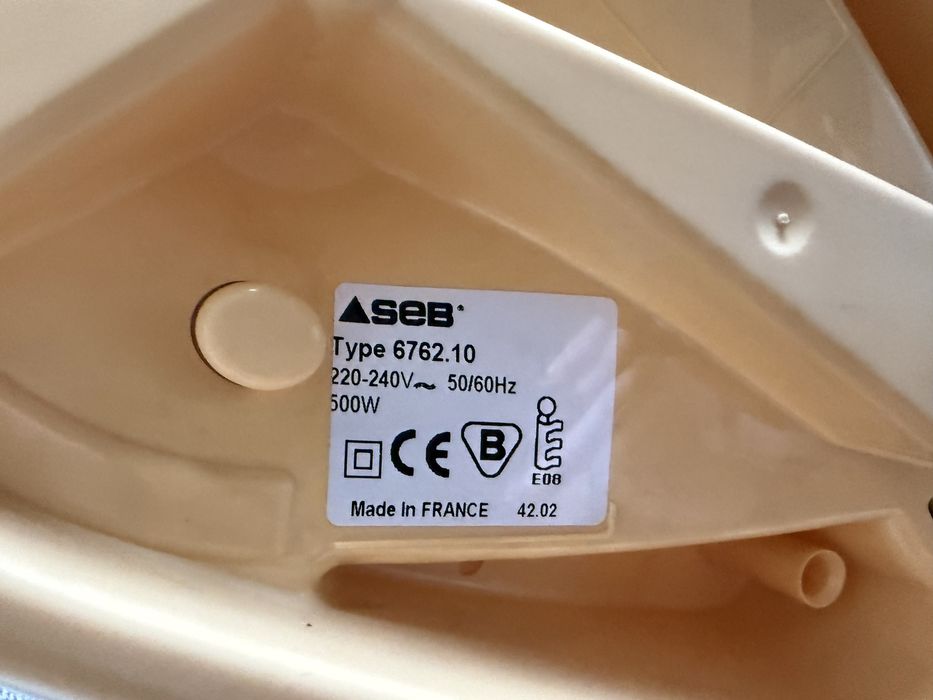 SEB®
Type 6762.10
220-240V~ 50/60Hz
500W
CE B
E08
Made In FRANCE 42.02